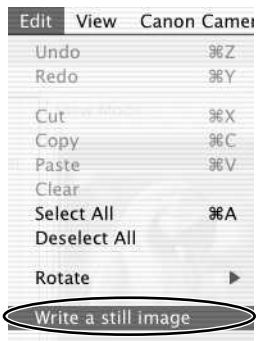 Edit View Canon Camer
Undo ⌘Z
Redo ⌘Y
Cut ⌘X
Copy ⌘C
Paste ⌘V
Clear
Select All ⌘A
Deselect All
Rotate ▶
Write a still image